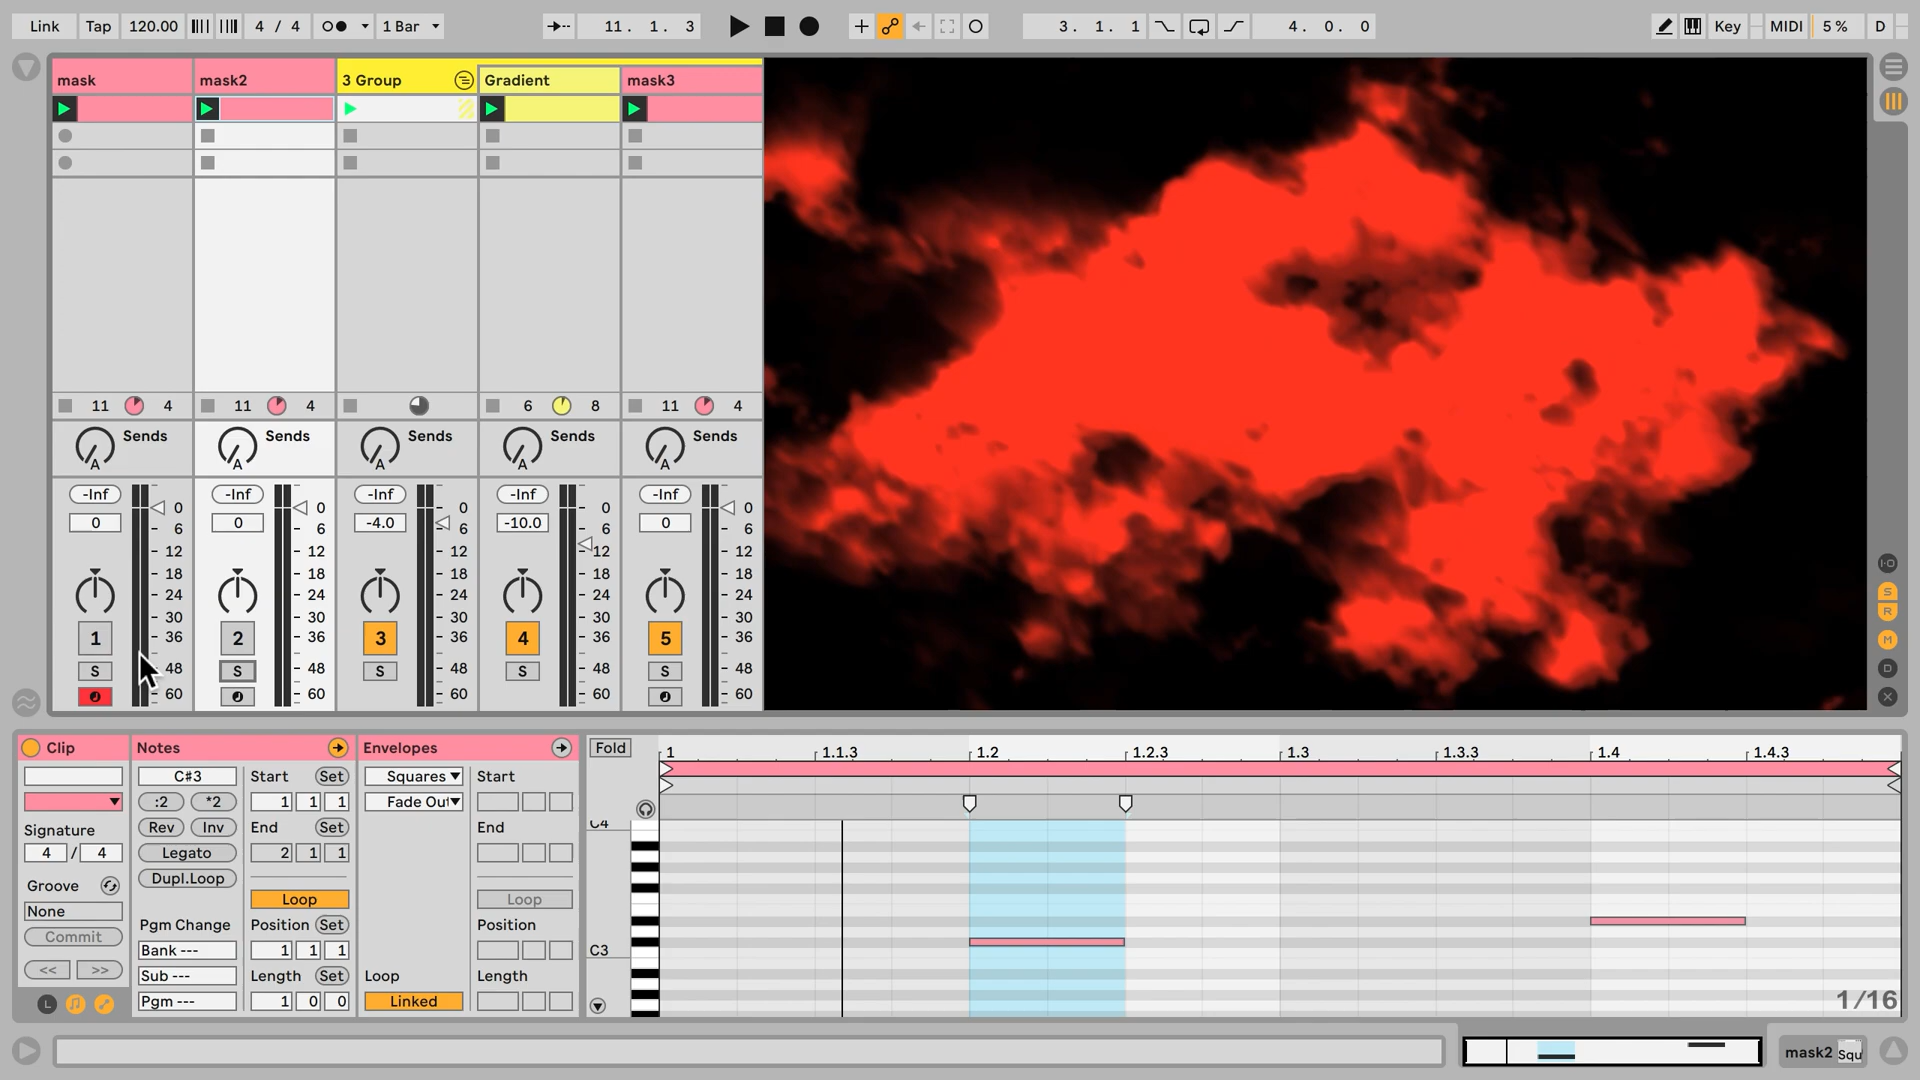 Link Tap 120.00 4 / 4 1 Bar 11. 1. 3 3. 1. 1 4. 0. 0 Key MIDI 5 % D
mask mask2 3 Group Gradient mask3
11 4 11 4 6 8 11 4
Sends Sends Sends Sends Sends
A A A A A
-Inf -Inf -Inf -Inf -Inf
0 0 0 0 0
0 0 -4.0 -10.0 0
6 6 6 6 6
12 12 12 12 12
18 18 18 18 18
24 24 24 24 24
30 30 30 30 30
1 36 2 36 3 36 4 36 5 36
S 48 S 48 S 48 S 48 S 48
60 60 60 60 60
I·O
S
R
M
D
Clip Notes Envelopes Fold 1 1.1.3 1.2 1.2.3 1.3 1.3.3 1.4 1.4.3
C#3 Start Set Squares Start
:2 *2 1 1 1 Fade Out
Signature Rev Inv End Set End
4 / 4 Legato 2 1 1
Groove Dupl.Loop
None Loop Loop
Commit Pgm Change Position Set Position
Bank --- 1 1 1
<< >> Sub --- Length Set Loop Length
L Pgm --- 1 0 0 Linked
C4
C3
1/16
mask2 Squ